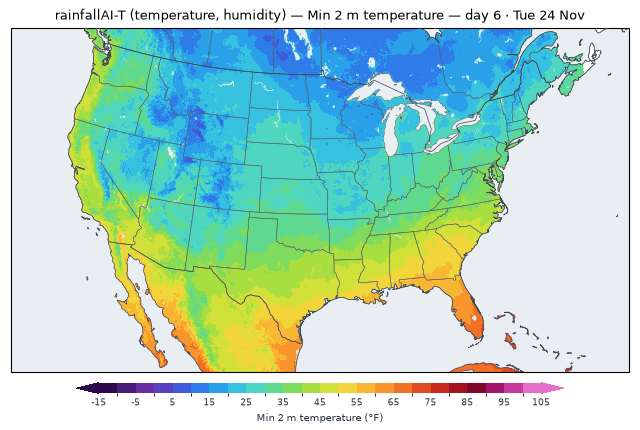 rainfallAI-T (temperature, humidity) — Min 2 m temperature — day 6 · Tue 24 Nov
-15 -5 5 15 25 35 45 55 65 75 85 95 105
Min 2 m temperature (°F)